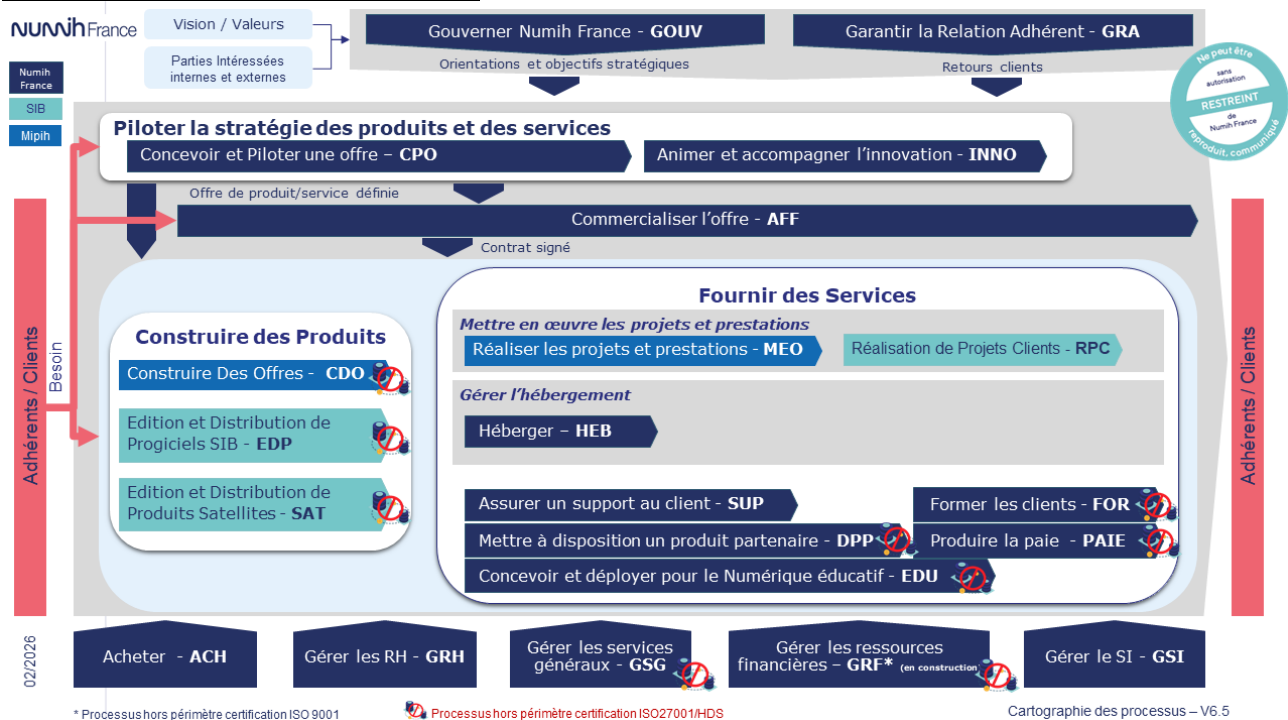 NUMihFrance
Vision / Valeurs
Parties Intéressées
internes et externes
Gouverner Numih France - GOUV
Garantir la Relation Adhérent - GRA
Orientations et objectifs stratégiques
Retours clients
Numih
France
SIB
Mipih
Ne peut être
sans
autorisation
RESTREINT
de
Numih France
reproduit, communiqué
Piloter la stratégie des produits et des services
Concevoir et Piloter une offre – CPO
Animer et accompagner l’innovation - INNO
Offre de produit/service définie
Commercialiser l’offre - AFF
Contrat signé
Adhérents / Clients
Besoin
Construire des Produits
Construire Des Offres - CDO
Edition et Distribution de
Progiciels SIB - EDP
Edition et Distribution de
Produits Satellites - SAT
Fournir des Services
Mettre en œuvre les projets et prestations
Réaliser les projets et prestations - MEO
Réalisation de Projets Clients - RPC
Gérer l’hébergement
Héberger – HEB
Assurer un support au client - SUP
Former les clients - FOR
Mettre à disposition un produit partenaire - DPP
Produire la paie - PAIE
Concevoir et déployer pour le Numérique éducatif - EDU
Adhérents / Clients
02/2026
Acheter - ACH
Gérer les RH - GRH
Gérer les services
généraux - GSG
Gérer les ressources
financières – GRF* (en construction)
Gérer le SI - GSI
* Processus hors périmètre certification ISO 9001
Processus hors périmètre certification ISO27001/HDS
Cartographie des processus – V6.5